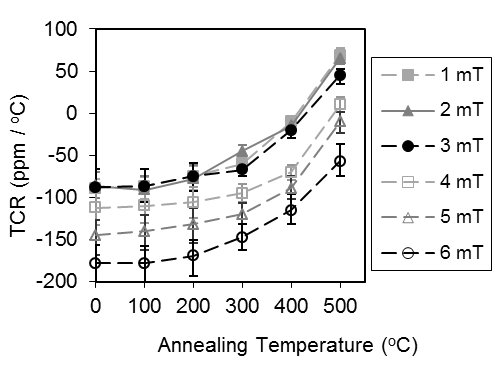 100
50
0
-50
-100
-150
-200
TCR (ppm / °C)
0 100 200 300 400 500
Annealing Temperature (°C)
1 mT
2 mT
3 mT
4 mT
5 mT
6 mT